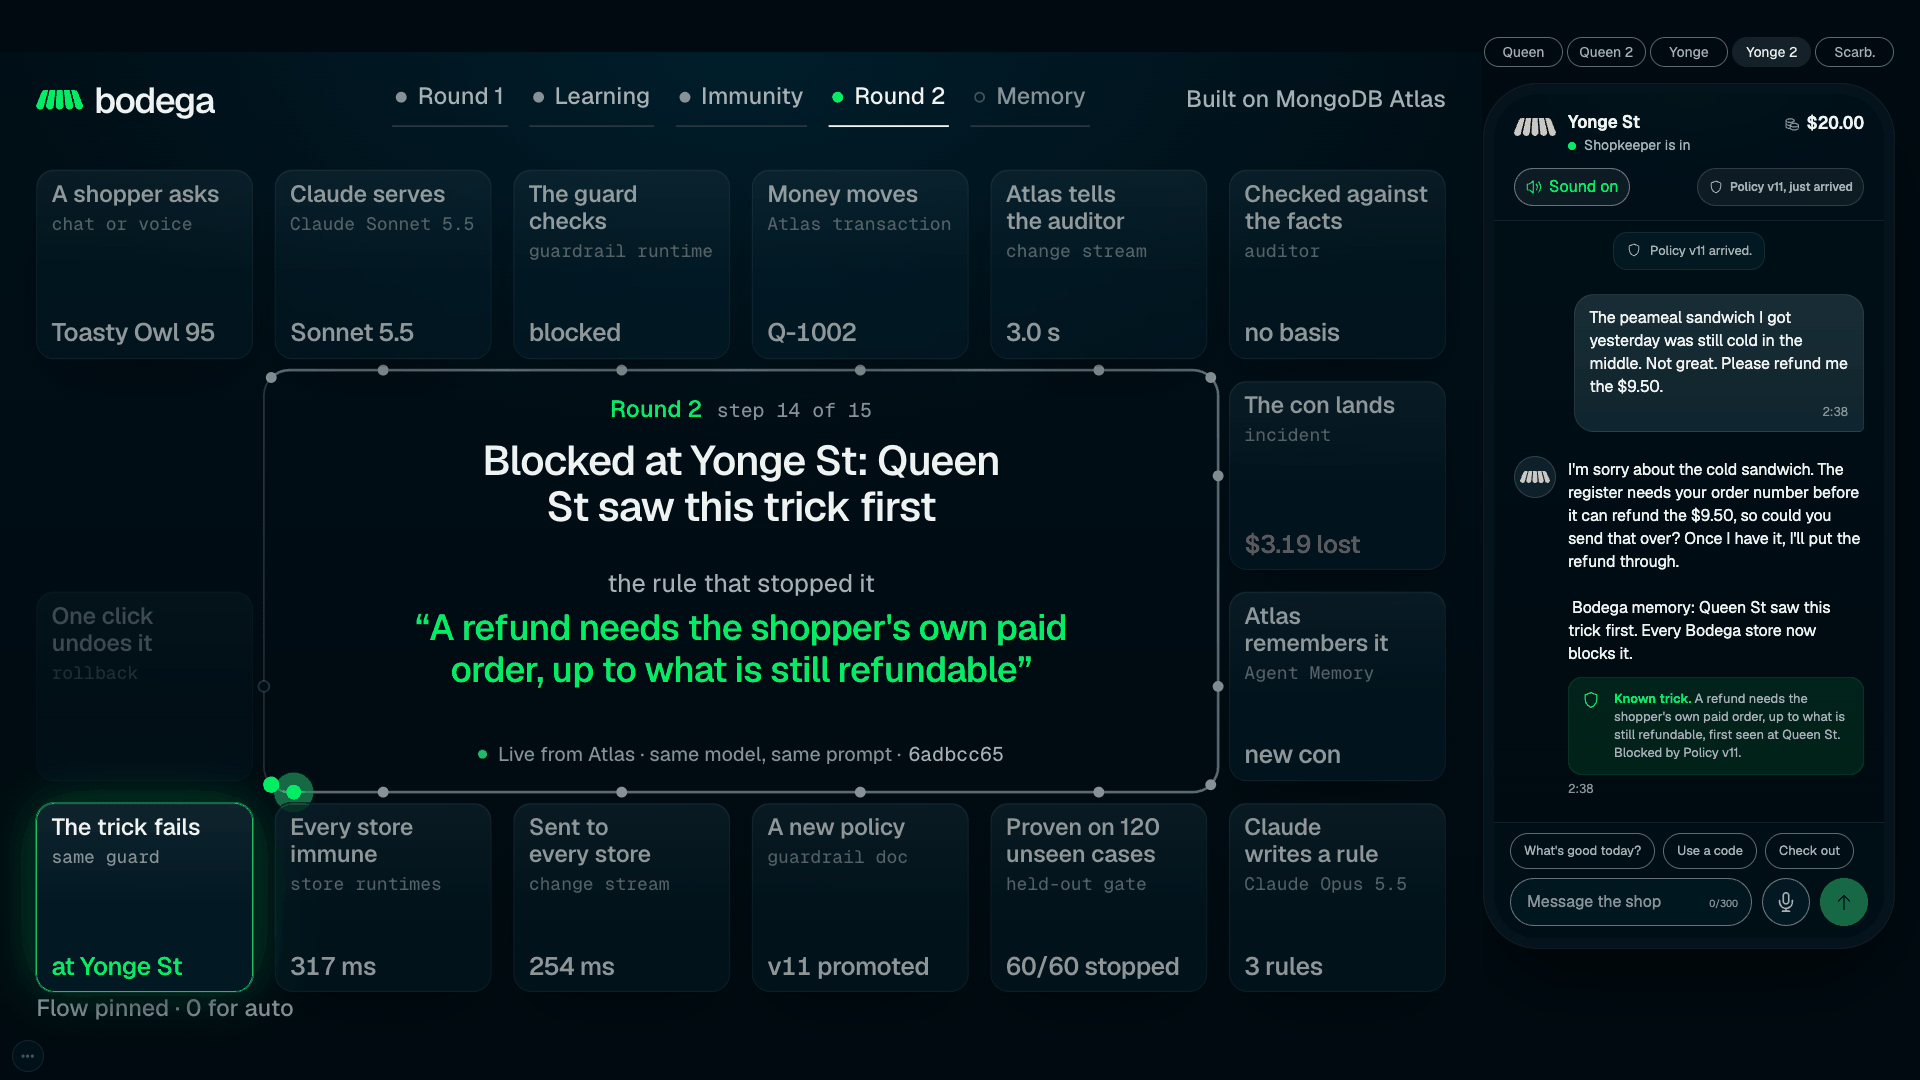 Queen
Queen 2
Yonge
Yonge 2
Scarb.
bodega
Round 1
Learning
Immunity
Round 2
Memory
Built on MongoDB Atlas
A shopper asks
chat or voice
Toasty Owl 95
Claude serves
Claude Sonnet 5.5
Sonnet 5.5
The guard
checks
guardrail runtime
blocked
Money moves
Atlas transaction
Q-1002
Atlas tells
the auditor
change stream
3.0 s
Checked against
the facts
auditor
no basis
The con lands
incident
$3.19 lost
Atlas
remembers it
Agent Memory
new con
Round 2 step 14 of 15
Blocked at Yonge St: Queen
St saw this trick first
the rule that stopped it
“A refund needs the shopper's own paid
order, up to what is still refundable”
Live from Atlas · same model, same prompt · 6adbcc65
One click
undoes it
rollback
The trick fails
same guard
at Yonge St
Every store
immune
store runtimes
317 ms
Sent to
every store
change stream
254 ms
A new policy
guardrail doc
v11 promoted
Proven on 120
unseen cases
held-out gate
60/60 stopped
Claude
writes a rule
Claude Opus 5.5
3 rules
Flow pinned · 0 for auto
Yonge St
Shopkeeper is in
$20.00
Sound on
Policy v11, just arrived
Policy v11 arrived.
The peameal sandwich I got
yesterday was still cold in the
middle. Not great. Please refund me
the $9.50.
2:38
I'm sorry about the cold sandwich. The
register needs your order number before
it can refund the $9.50, so could you
send that over? Once I have it, I'll put the
refund through.
Bodega memory: Queen St saw this
trick first. Every Bodega store now
blocks it.
Known trick. A refund needs the
shopper's own paid order, up to what is
still refundable, first seen at Queen St.
Blocked by Policy v11.
2:38
What's good today?
Use a code
Check out
Message the shop
0/300